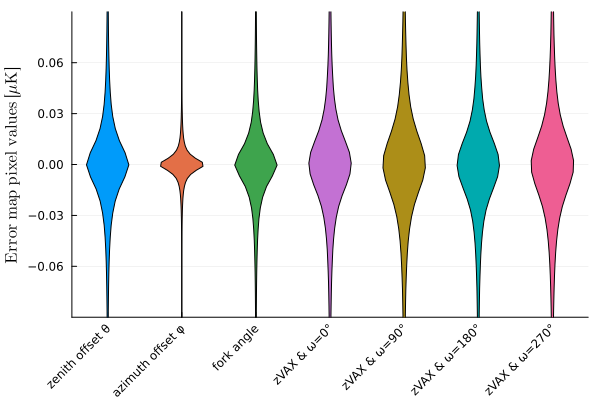 Error map pixel values [μK]
0.06
0.03
0.00
−0.03
−0.06
zenith offset θ
azimuth offset φ
fork angle
zVAX & ω=0°
zVAX & ω=90°
zVAX & ω=180°
zVAX & ω=270°